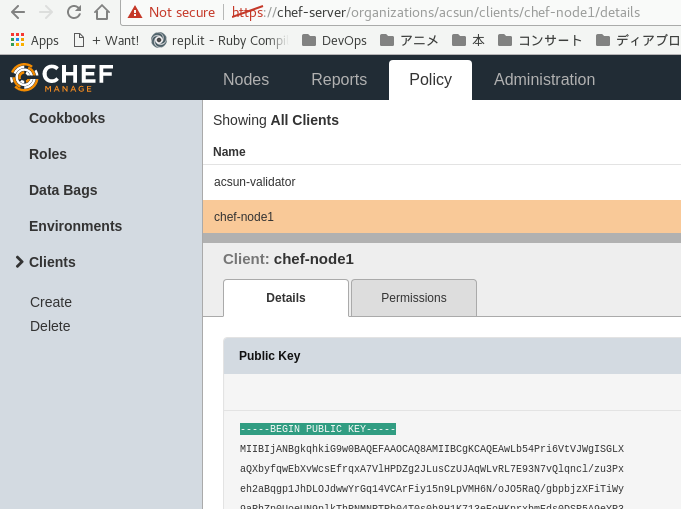 Not secure https://chef-server/organizations/acsun/clients/chef-node1/details
Apps + Want! repl.it - Ruby Compil DevOps アニメ 本 コンサート ディアブロ
CHEF
MANAGE
Nodes Reports Policy Administration
Cookbooks
Roles
Data Bags
Environments
Clients
Create
Delete
Showing All Clients
Name
acsun-validator
chef-node1
Client: chef-node1
Details Permissions
Public Key
-----BEGIN PUBLIC KEY-----
MIIBIjANBgkqhkiG9w0BAQEFAAOCAQ8AMIIBCgKCAQEAwLb54Pri6VtVJWgISGLX
aQXbyfqwEbXvWcsEfrqxA7VlHPDZg2JLusCzUJAqWLvRL7E93N7vQlqncl/zu3Px
eh2aBqgp1JhDLOJdwwYrGq14VCArFiy15n9LpVMH6N/oJO5RaQ/gbpbjzXFiTiWy